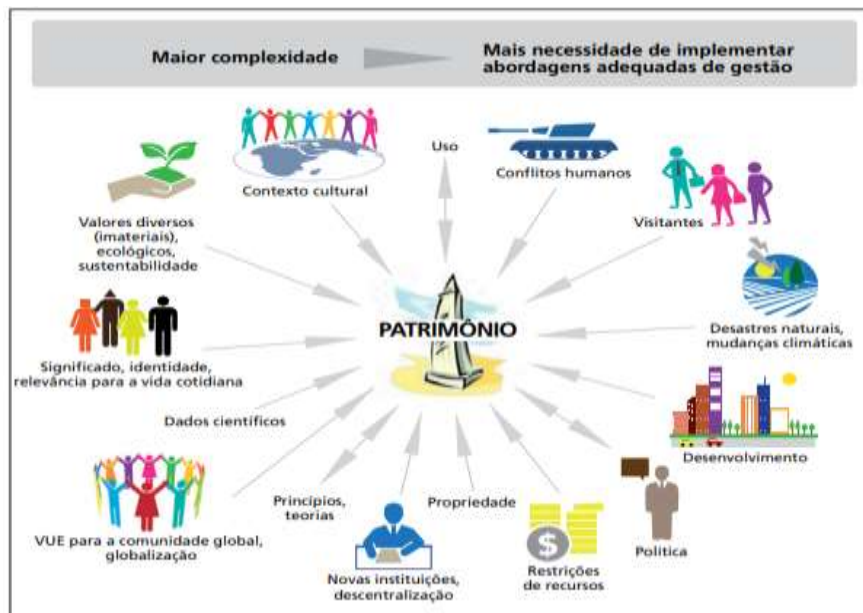 Maior complexidade
Mais necessidade de implementar
abordagens adequadas de gestão
Contexto cultural
Uso
Conflitos humanos
Visitantes
Valores diversos
(imateriais),
ecológicos,
sustentabilidade
Desastres naturais,
mudanças climáticas
PATRIMÔNIO
Significado, identidade,
relevância para a vida cotidiana
Desenvolvimento
Dados científicos
VUE para a comunidade global,
globalização
Princípios,
teorias
Novas instituições,
descentralização
Propriedade
$
Restrições
de recursos
Política